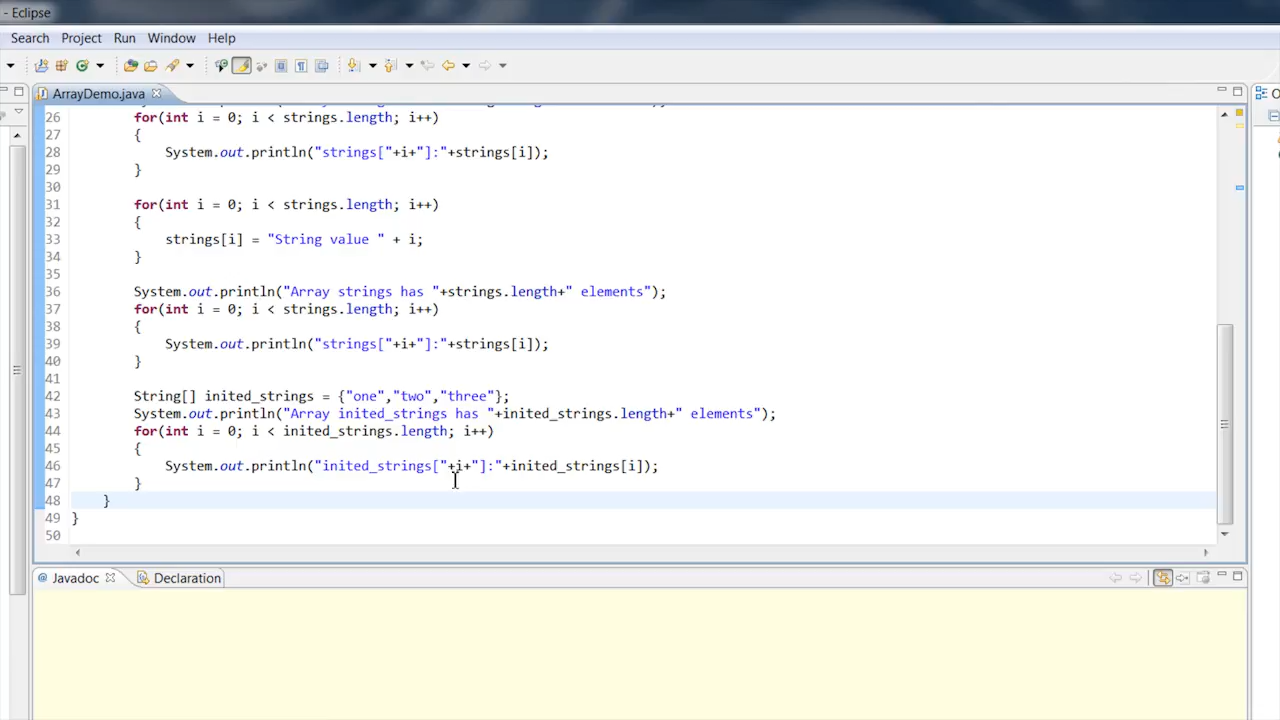 - Eclipse
Search Project Run Window Help
ArrayDemo.java
26 for(int i = 0; i < strings.length; i++)
27 {
28 System.out.println("strings["+i+"]:"+strings[i]);
29 }
30
31 for(int i = 0; i < strings.length; i++)
32 {
33 strings[i] = "String value " + i;
34 }
35
36 System.out.println("Array strings has "+strings.length+" elements");
37 for(int i = 0; i < strings.length; i++)
38 {
39 System.out.println("strings["+i+"]:"+strings[i]);
40 }
41
42 String[] inited_strings = {"one","two","three"};
43 System.out.println("Array inited_strings has "+inited_strings.length+" elements");
44 for(int i = 0; i < inited_strings.length; i++)
45 {
46 System.out.println("inited_strings["+i+"]:"+inited_strings[i]);
47 }
48 }
49 }
50
@ Javadoc Declaration